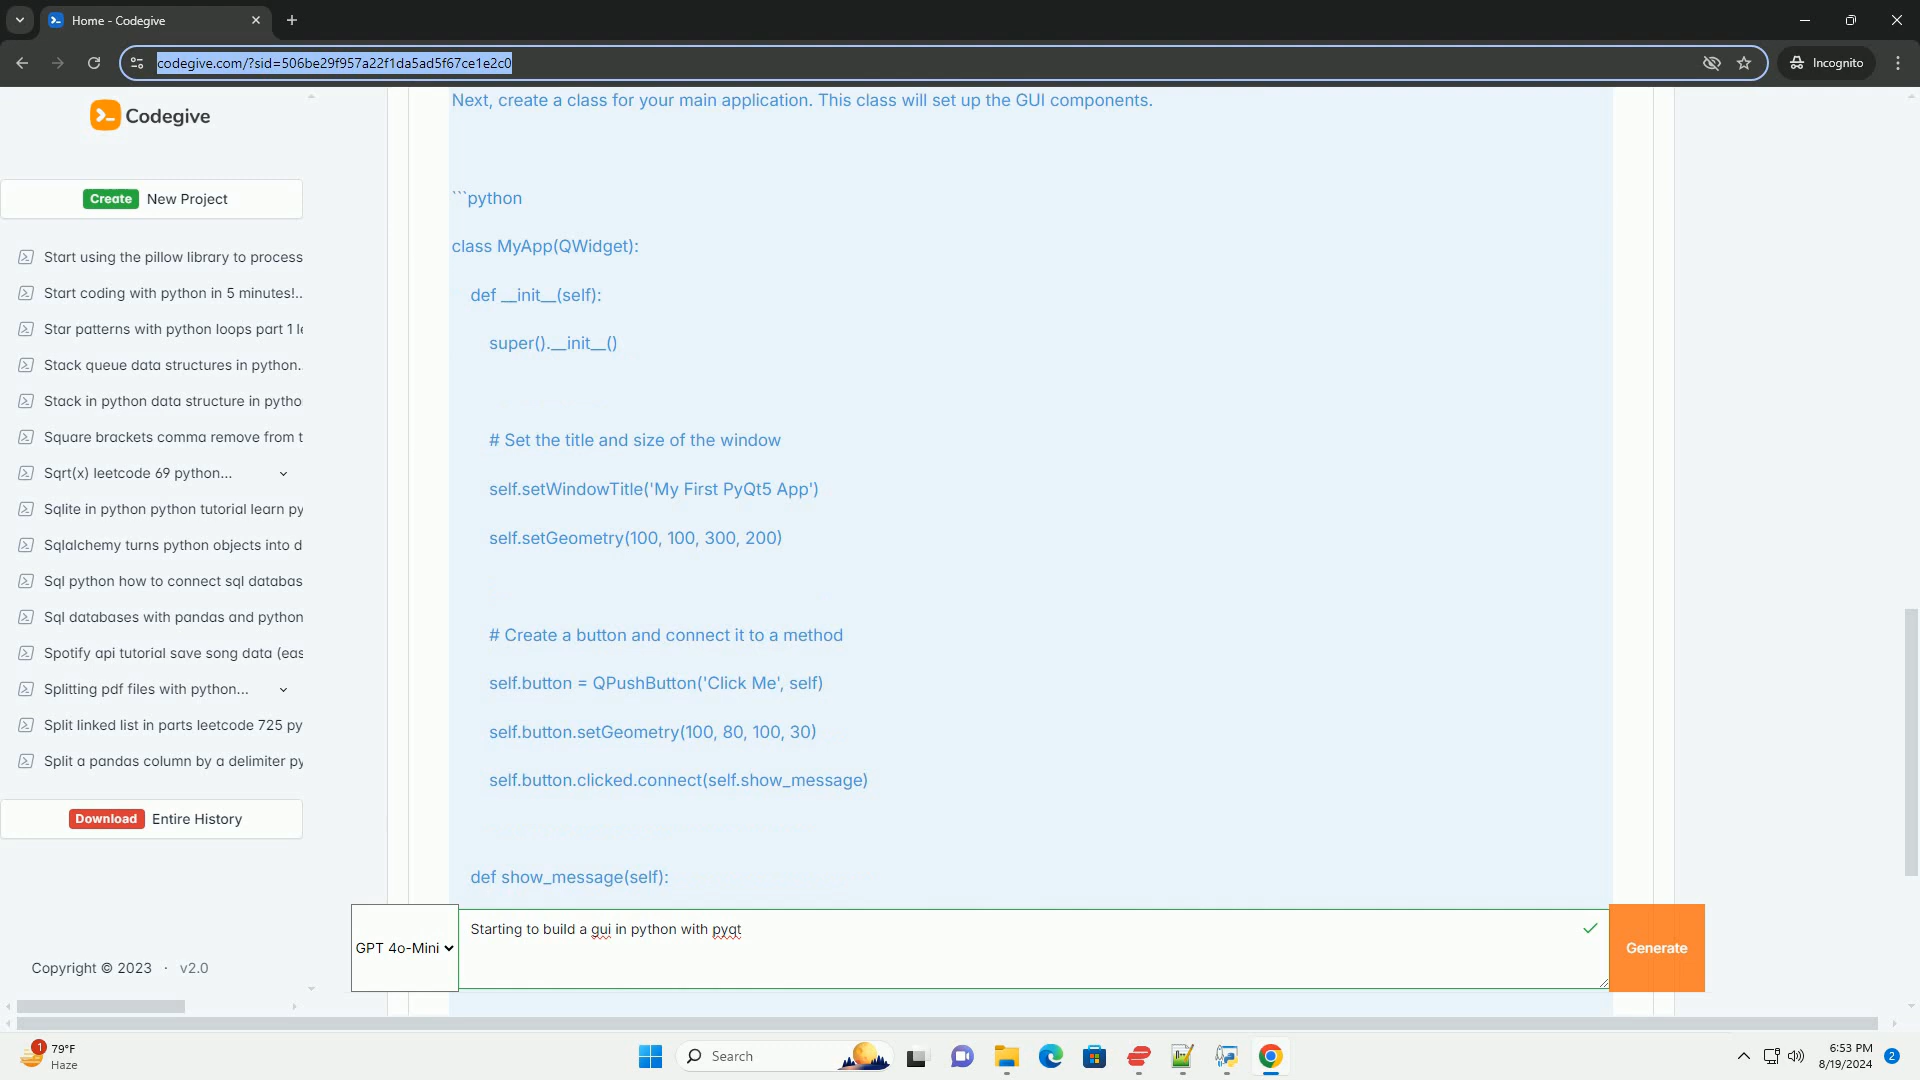 Home - Codegive
codegive.com/?sid=506be29f957a22f1da5ad5f67ce1e2c0
Incognito
Codegive
Create New Project
Start using the pillow library to process
Start coding with python in 5 minutes!..
Star patterns with python loops part 1 l
Stack queue data structures in python..
Stack in python data structure in pytho
Square brackets comma remove from t
Sqrt(x) leetcode 69 python...
Sqlite in python python tutorial learn py
Sqlalchemy turns python objects into d
Sql python how to connect sql databas
Sql databases with pandas and python
Spotify api tutorial save song data (eas
Splitting pdf files with python...
Split linked list in parts leetcode 725 py
Split a pandas column by a delimiter py
Download Entire History
Copyright © 2023 · v2.0
Next, create a class for your main application. This class will set up the GUI components.
```python
class MyApp(QWidget):
def __init__(self):
super().__init__()
# Set the title and size of the window
self.setWindowTitle('My First PyQt5 App')
self.setGeometry(100, 100, 300, 200)
# Create a button and connect it to a method
self.button = QPushButton('Click Me', self)
self.button.setGeometry(100, 80, 100, 30)
self.button.clicked.connect(self.show_message)
def show_message(self):
GPT 4o-Mini
Starting to build a gui in python with pyqt
Generate
1
79°F
Haze
Search
6:53 PM
8/19/2024
2